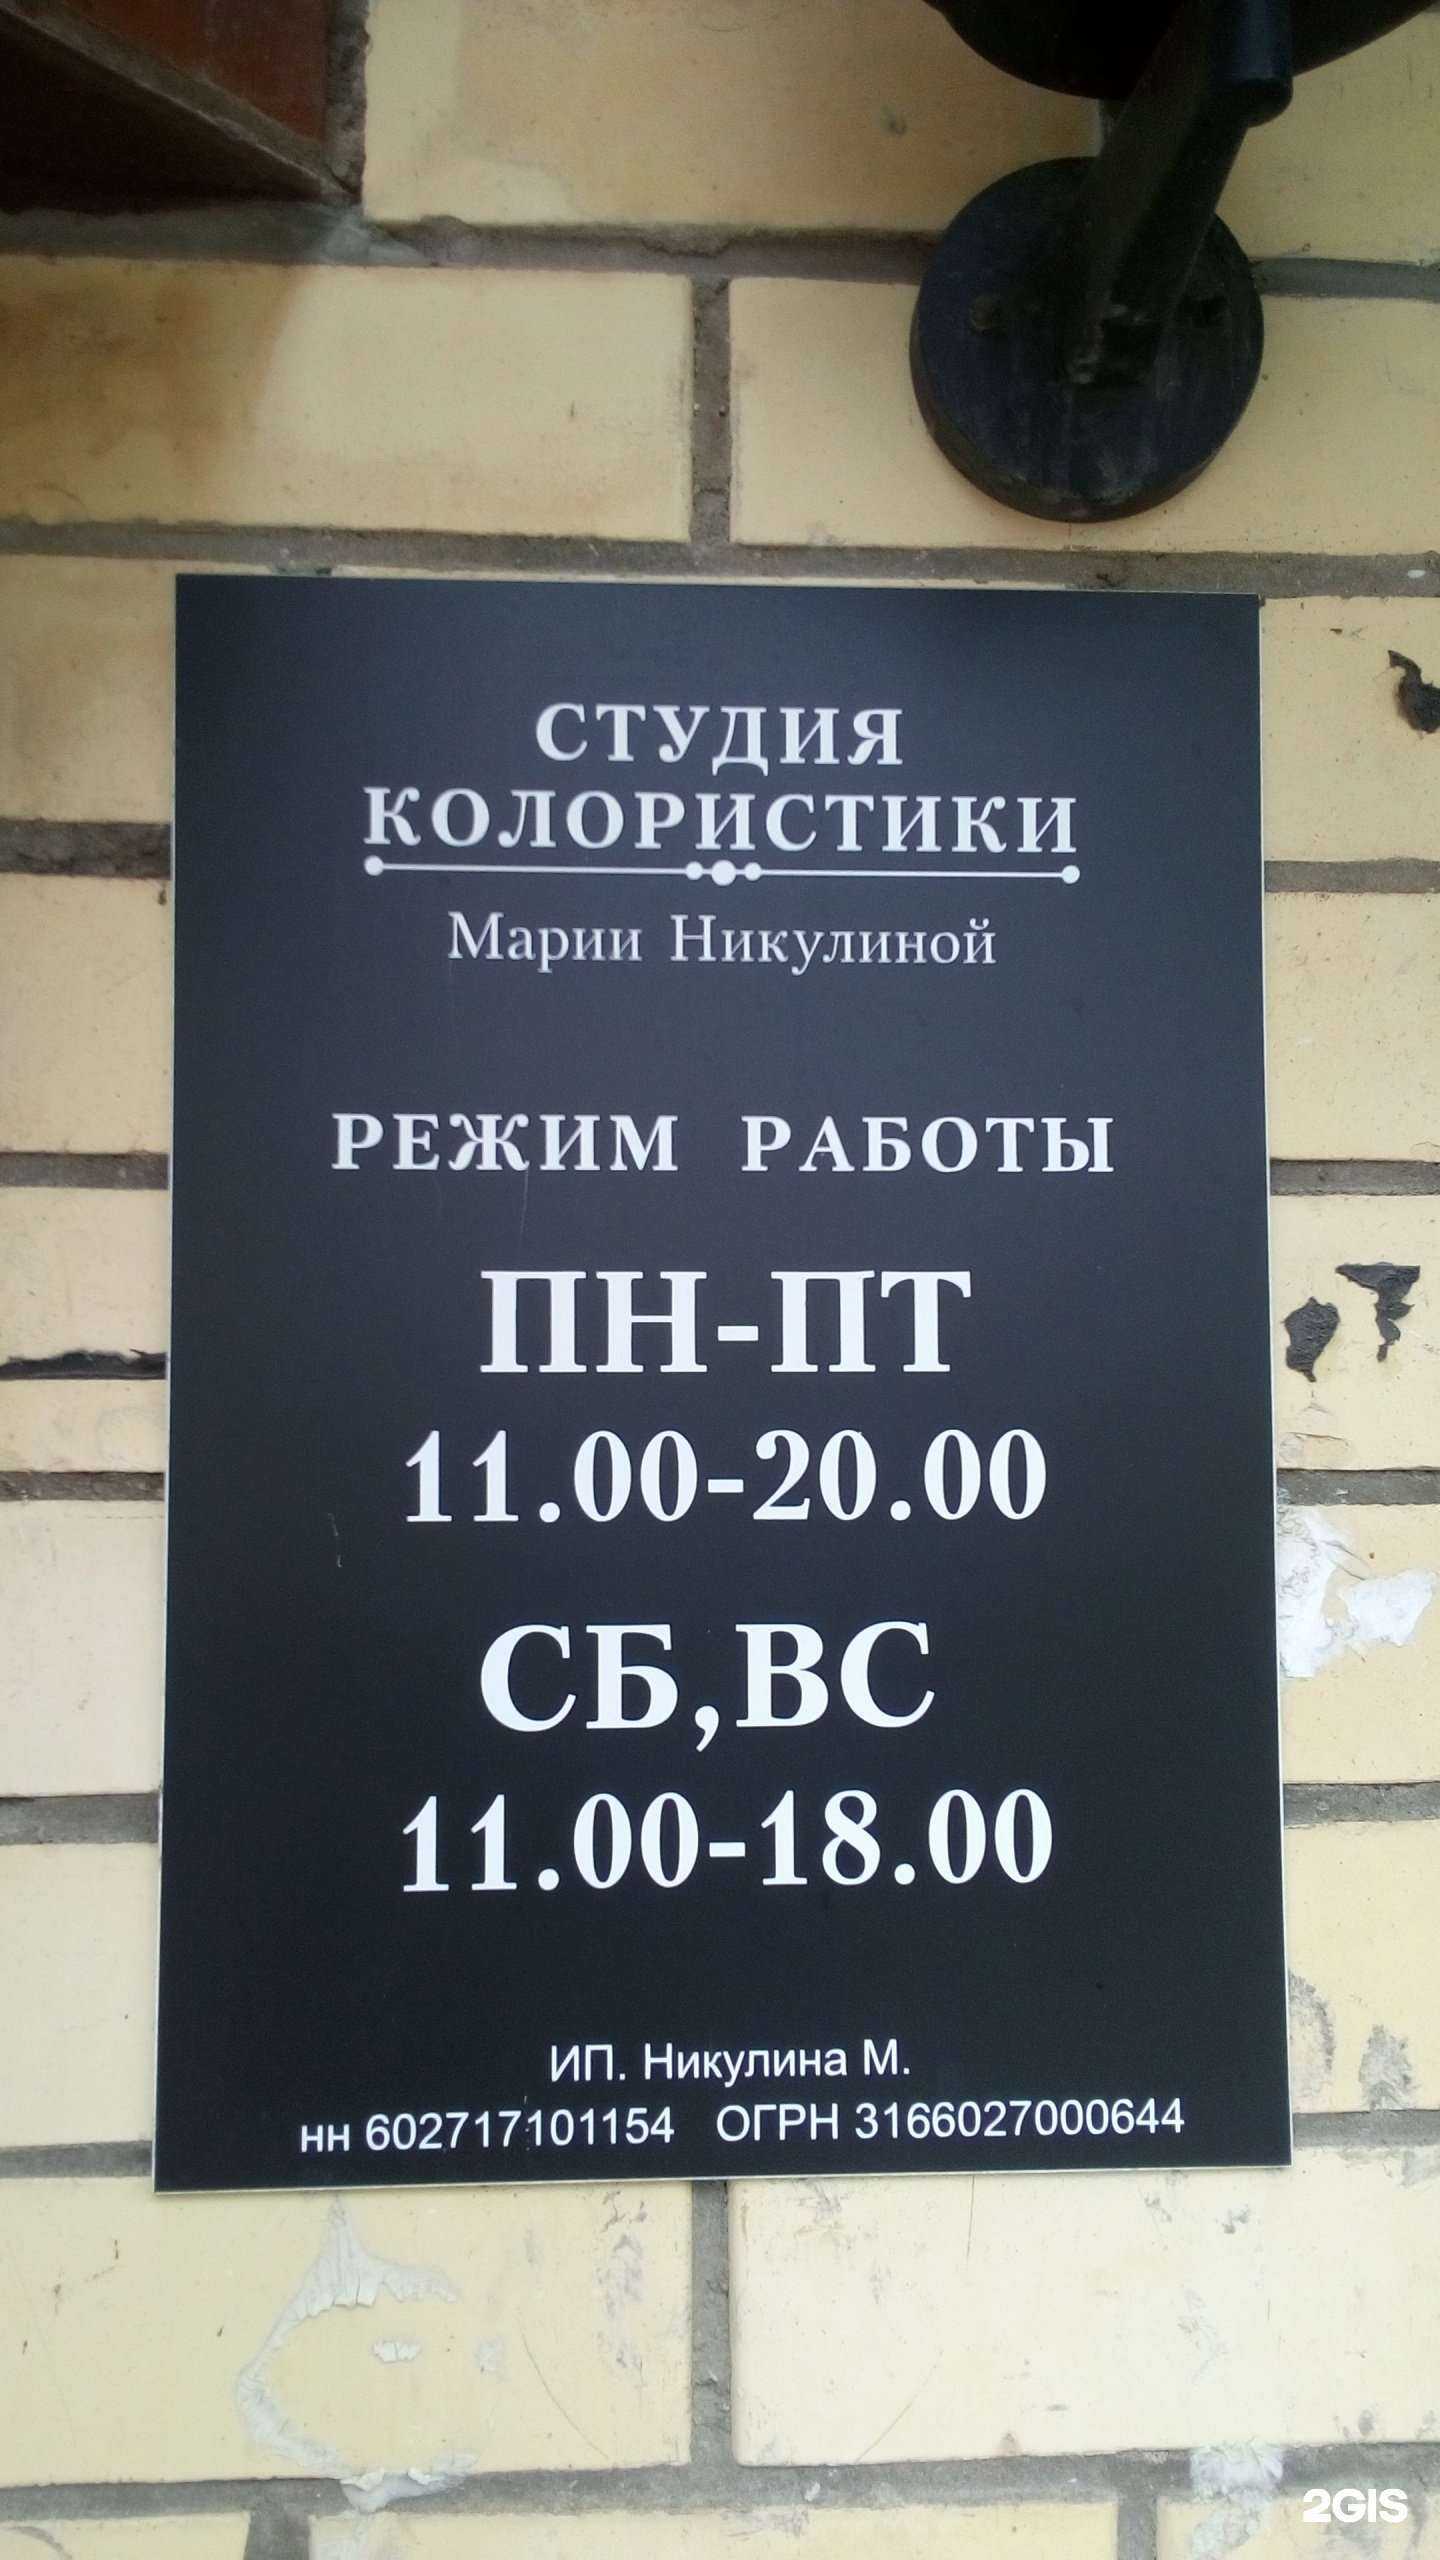 СТУДИЯ
КОЛОРИСТИКИ
Марии Никулиной
РЕЖИМ РАБОТЫ
ПН-ПТ
11.00-20.00
СБ,ВС
11.00-18.00
ИП. Никулина М.
нн 602717101154 ОГРН 3166027000644
2GIS